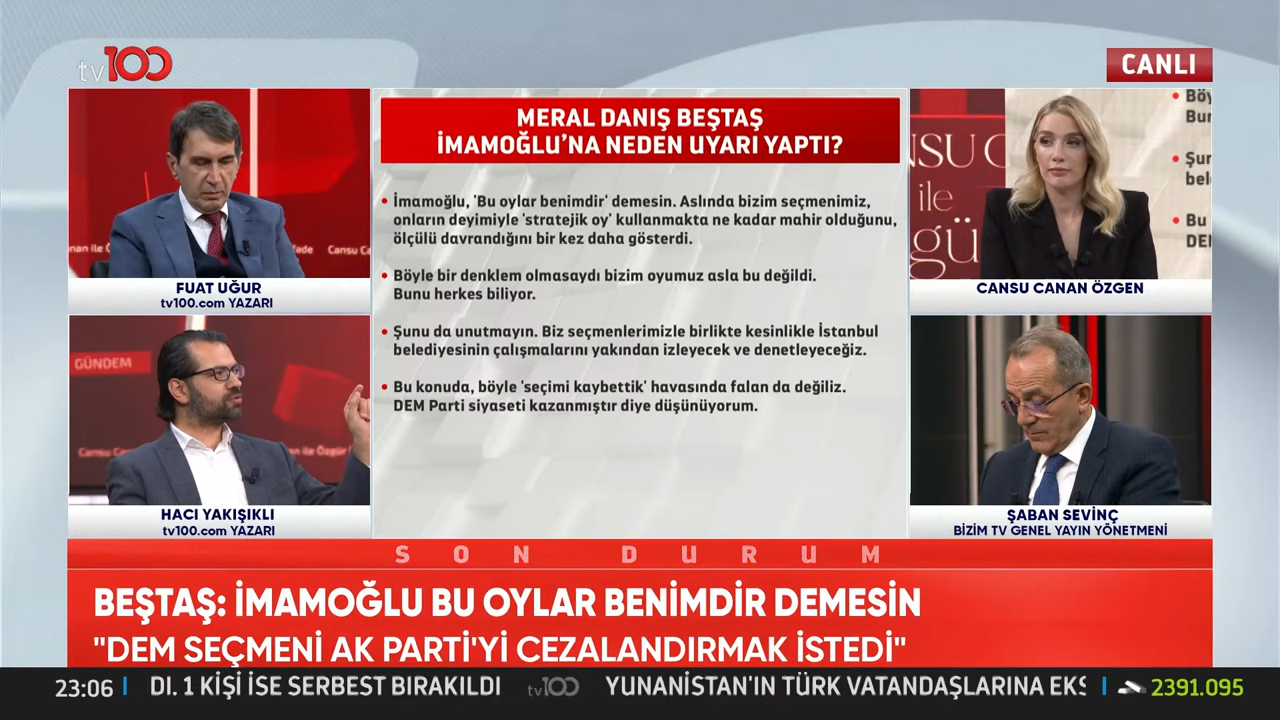 tv100
CANLI
MERAL DANIŞ BEŞTAŞ
İMAMOĞLU'NA NEDEN UYARI YAPTI?
• İmamoğlu, 'Bu oylar benimdir' demesin. Aslında bizim seçmenimiz,
onların deyimiyle 'stratejik oy' kullanmakta ne kadar mahir olduğunu,
ölçülü davrandığını bir kez daha gösterdi.
• Böyle bir denklem olmasaydı bizim oyumuz asla bu değildi.
Bunu herkes biliyor.
• Şunu da unutmayın. Biz seçmenlerimizle birlikte kesinlikle İstanbul
belediyesinin çalışmalarını yakından izleyecek ve denetleyeceğiz.
• Bu konuda, böyle 'seçimi kaybettik' havasında falan da değiliz.
DEM Parti siyaseti kazanmıştır diye düşünüyorum.
FUAT UĞUR
tv100.com YAZARI
CANSU CANAN ÖZGEN
GÜNDEM
HACI YAKIŞIKLI
tv100.com YAZARI
ŞABAN SEVİNÇ
BİZİM TV GENEL YAYIN YÖNETMENİ
SON DURUM
BEŞTAŞ: İMAMOĞLU BU OYLAR BENİMDİR DEMESİN
"DEM SEÇMENİ AK PARTİ'Yİ CEZALANDIRMAK İSTEDİ"
23:06 DI. 1 KİŞİ İSE SERBEST BIRAKILDI tv100 YUNANİSTAN'IN TÜRK VATANDAŞLARINA EKS 2391.095